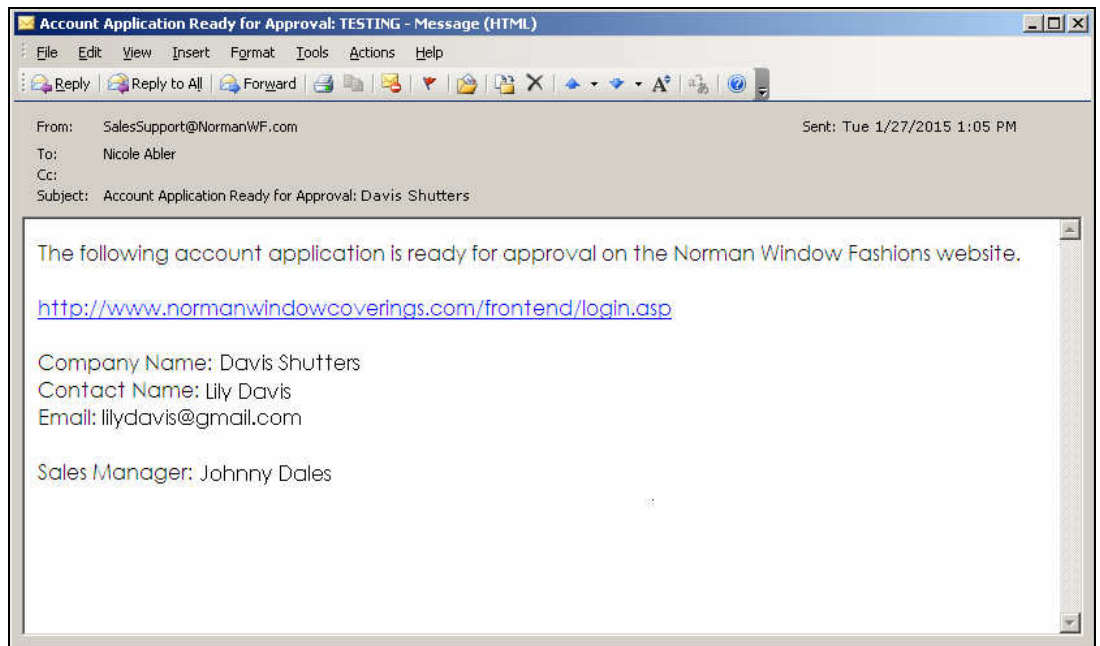 Account Application Ready for Approval: TESTING - Message (HTML)
File Edit View Insert Format Tools Actions Help
Reply Reply to All Forward
From: SalesSupport@NormanWF.com Sent: Tue 1/27/2015 1:05 PM
To: Nicole Abler
Cc:
Subject: Account Application Ready for Approval: Davis Shutters
The following account application is ready for approval on the Norman Window Fashions website.
http://www.normanwindowcoverings.com/frontend/login.asp
Company Name: Davis Shutters
Contact Name: Lily Davis
Email: lilydavis@gmail.com
Sales Manager: Johnny Dales